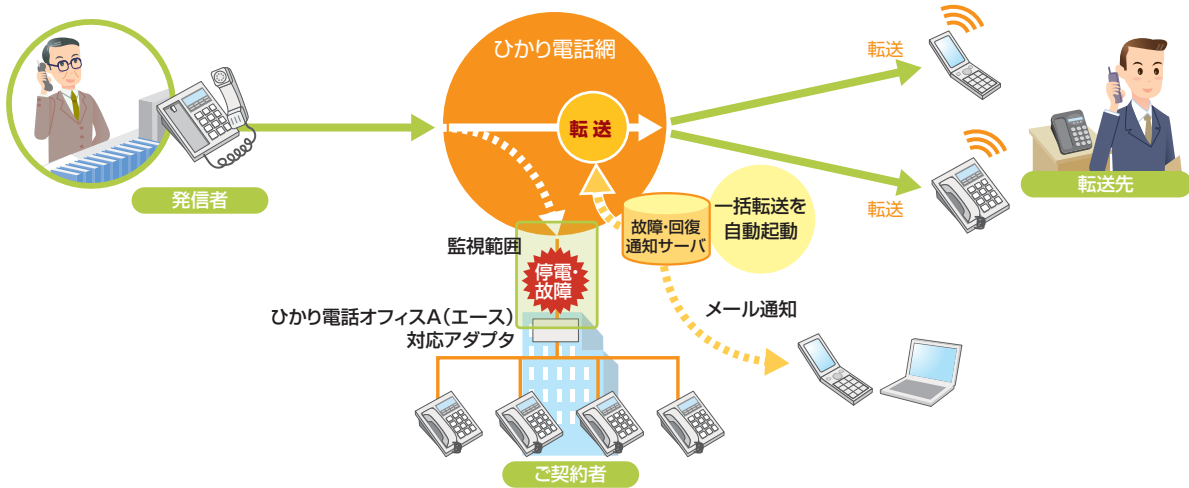 ひかり電話網
転送
転送
発信者
転送
転送先
一括転送を
自動起動
故障・回復
通知サーバ
監視範囲
停電・
故障
メール通知
ひかり電話オフィスA（エース）
対応アダプタ
ご契約者